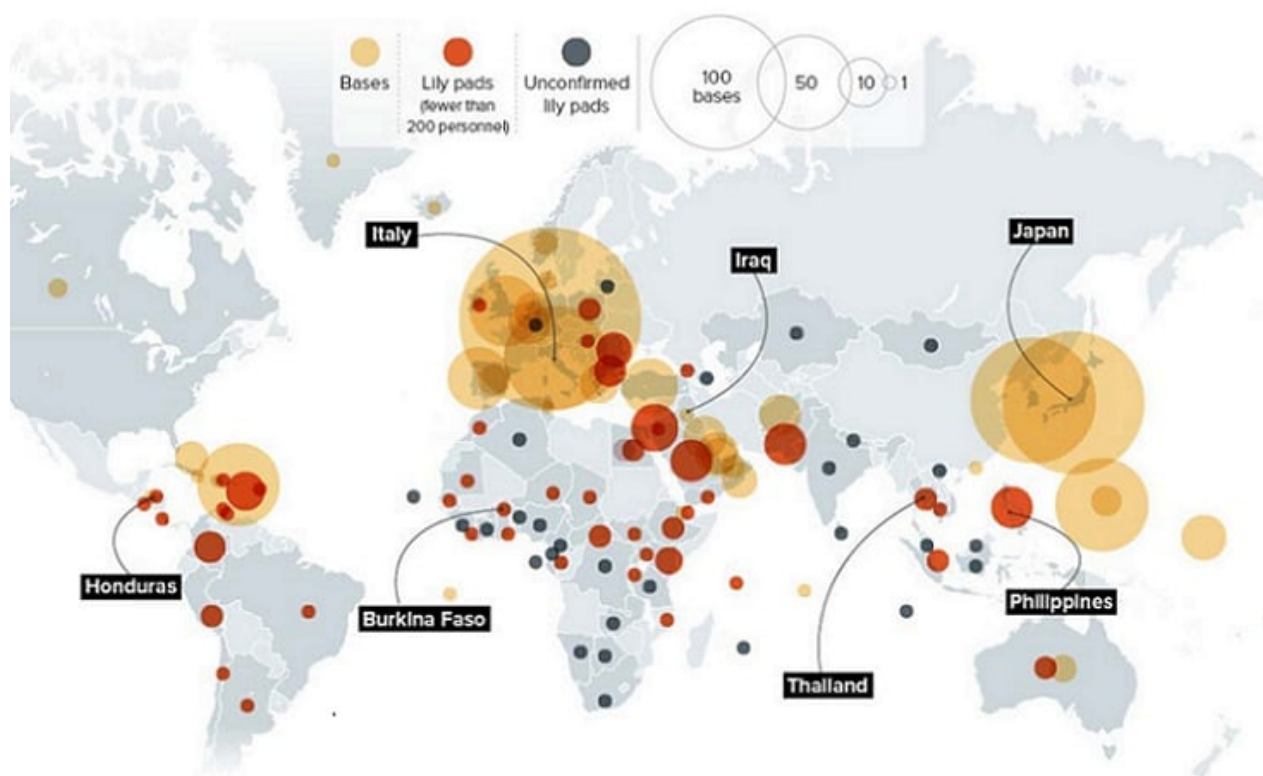 Bases
Lily pads
(fewer than
200 personnel)
Unconfirmed
lily pads
100
bases
50
10
1
Italy
Japan
Iraq
Honduras
Burkina Faso
Philippines
Thailand